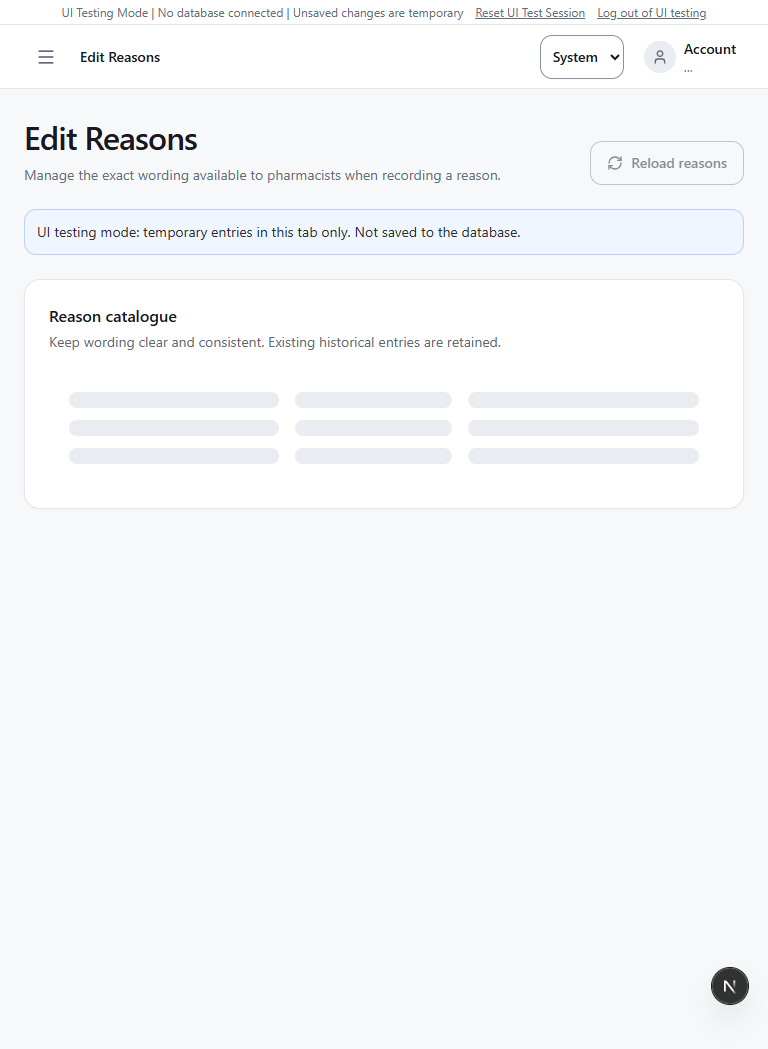 UI Testing Mode | No database connected | Unsaved changes are temporary Reset UI Test Session Log out of UI testing
Edit Reasons
System
Account
...
Edit Reasons
Manage the exact wording available to pharmacists when recording a reason.
Reload reasons
UI testing mode: temporary entries in this tab only. Not saved to the database.
Reason catalogue
Keep wording clear and consistent. Existing historical entries are retained.
N